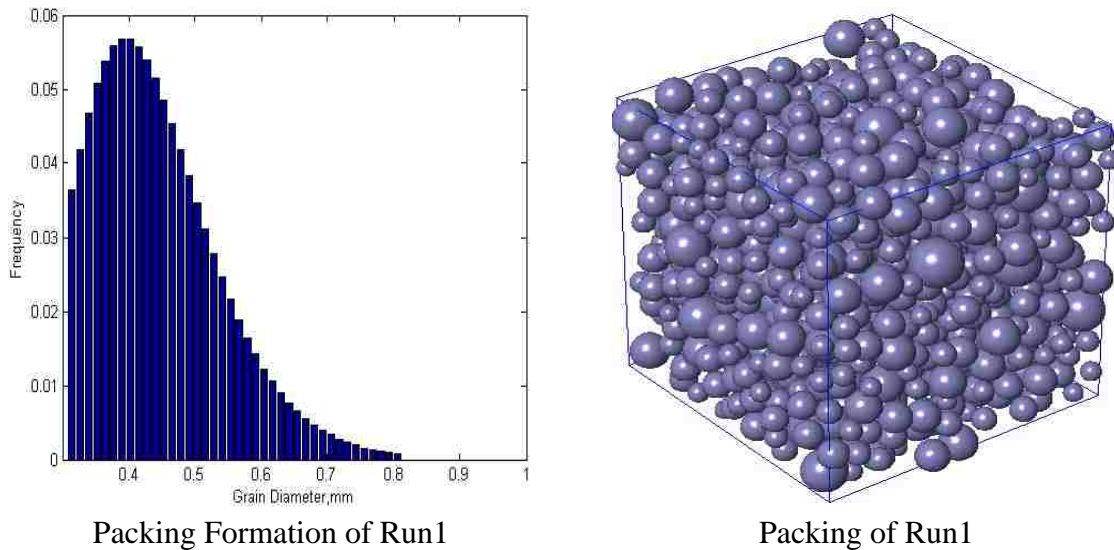 0.06
0.05
0.04
0.03
0.02
0.01
0
Frequency
0.4 0.5 0.6 0.7 0.8 0.9 1
Grain Diameter,mm
Packing Formation of Run1
Packing of Run1